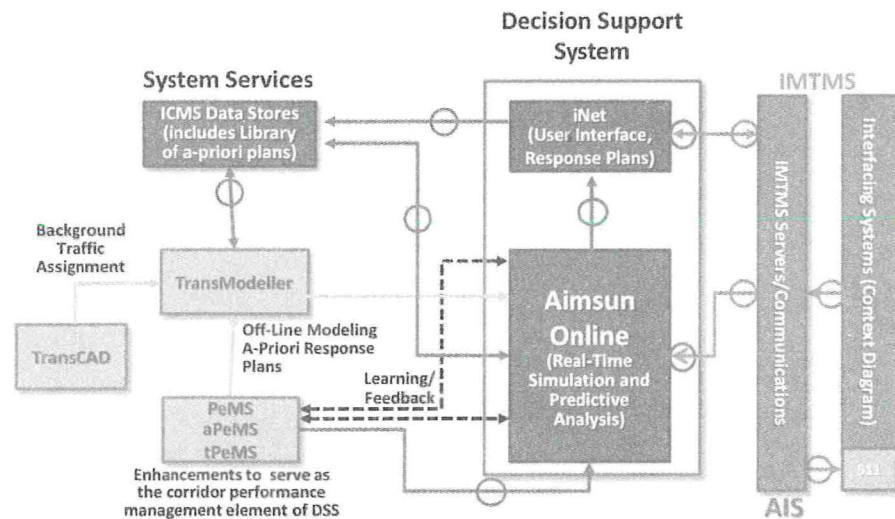 Decision Support
System
System Services
IMTMS
ICMS Data Stores
(includes Library
of a-priori plans)
iNet
(User Interface,
Response Plans)
Background
Traffic
Assignment
TransModeller
TransCAD
Off-Line Modeling
A-Priori Response
Plans
Learning/
Feedback
Aimsun
Online
(Real-Time
Simulation and
Predictive
Analysis)
PeMS
aPeMS
tPeMS
Enhancements to serve as
the corridor performance
management element of DSS
iMTMS Servers/Communications
Interfacing Systems (Context Diagram)
511
AIS